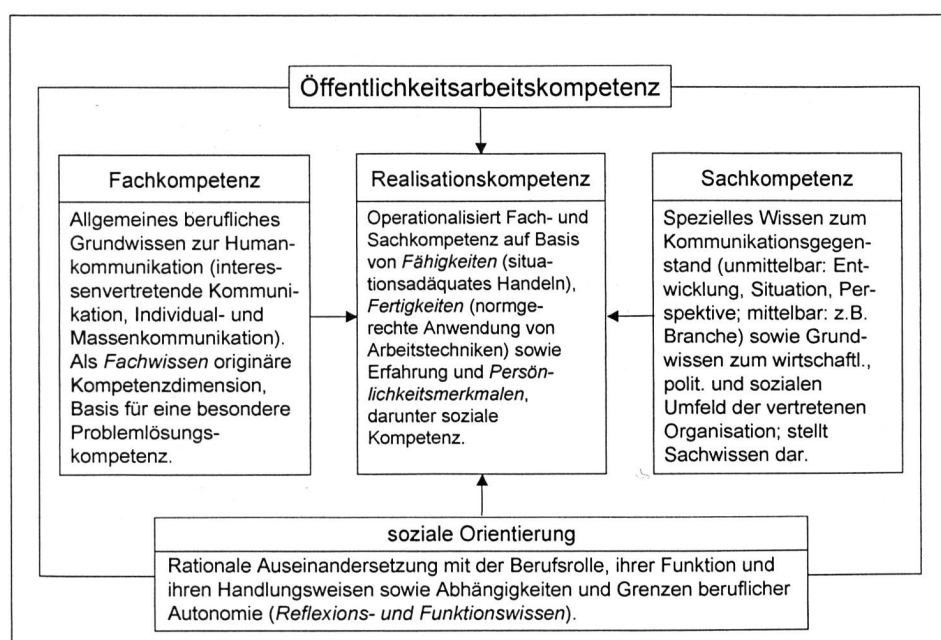 Öffentlichkeitsarbeitskompetenz
Fachkompetenz
Allgemeines berufliches
Grundwissen zur Human-
kommunikation (interes-
senvertretende Kommuni-
kation, Individual- und
Massenkommunikation).
Als Fachwissen originäre
Kompetenzdimension,
Basis für eine besondere
Problemlösungs-
kompetenz.
Realisationskompetenz
Operationalisiert Fach- und
Sachkompetenz auf Basis
von Fähigkeiten (situa-
tionsadäquates Handeln),
Fertigkeiten (normge-
rechte Anwendung von
Arbeitstechniken) sowie
Erfahrung und Persön-
lichkeitsmerkmalen,
darunter soziale
Kompetenz.
Sachkompetenz
Spezielles Wissen zum
Kommunikationsgegen-
stand (unmittelbar: Ent-
wicklung, Situation, Per-
spektive; mittelbar: z.B.
Branche) sowie Grund-
wissen zum wirtschaftl.,
polit. und sozialen
Umfeld der vertretenen
Organisation; stellt
Sachwissen dar.
soziale Orientierung
Rationale Auseinandersetzung mit der Berufsrolle, ihrer Funktion und
ihren Handlungsweisen sowie Abhängigkeiten und Grenzen beruflicher
Autonomie (Reflexions- und Funktionswissen).